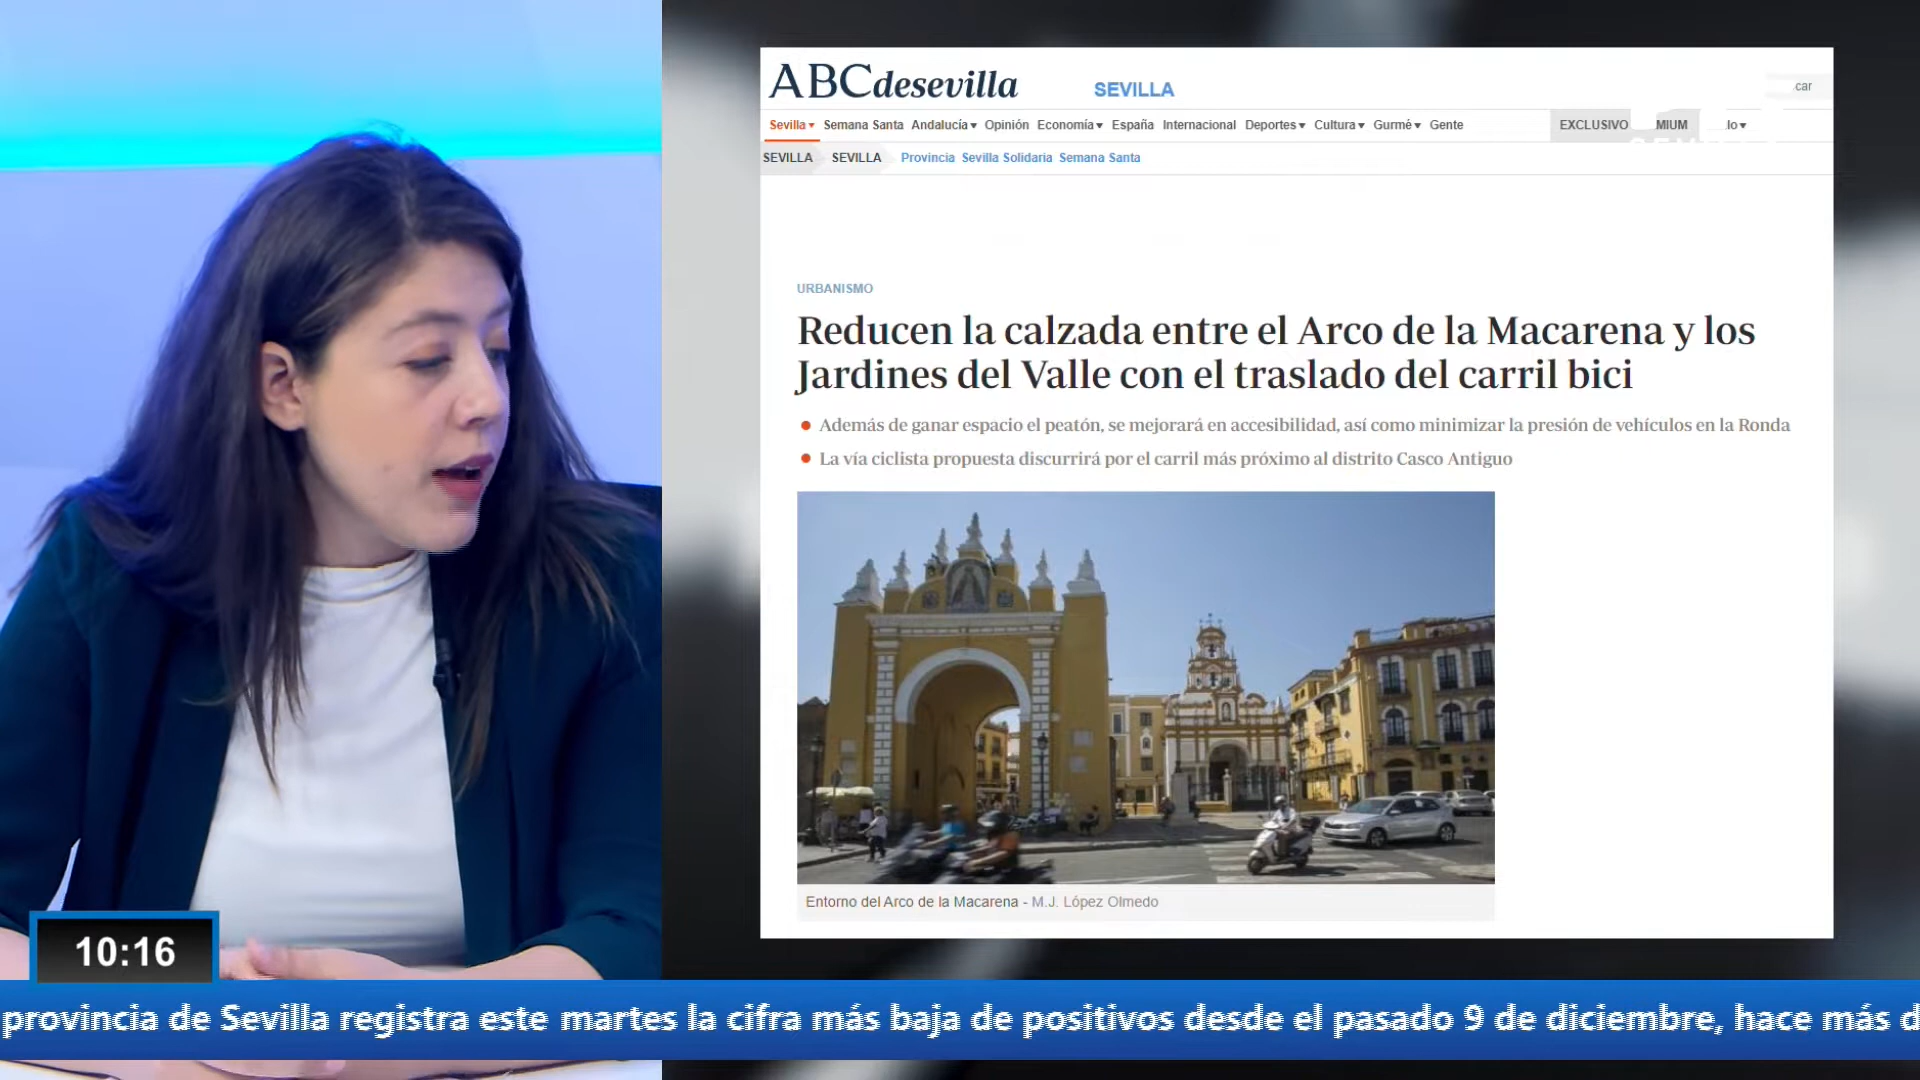 ABCdesevilla
SEVILLA
car
Sevilla Semana Santa Andalucía Opinión Economía España Internacional Deportes Cultura Gurmé Gente EXCLUSIVO MIUM lo
SEVILLA SEVILLA Provincia Sevilla Solidaria Semana Santa
URBANISMO
Reducen la calzada entre el Arco de la Macarena y los
Jardines del Valle con el traslado del carril bici
Además de ganar espacio el peatón, se mejorará en accesibilidad, así como minimizar la presión de vehículos en la Ronda
La vía ciclista propuesta discurrirá por el carril más próximo al distrito Casco Antiguo
Entorno del Arco de la Macarena - M.J. López Olmedo
10:16
provincia de Sevilla registra este martes la cifra más baja de positivos desde el pasado 9 de diciembre, hace más d